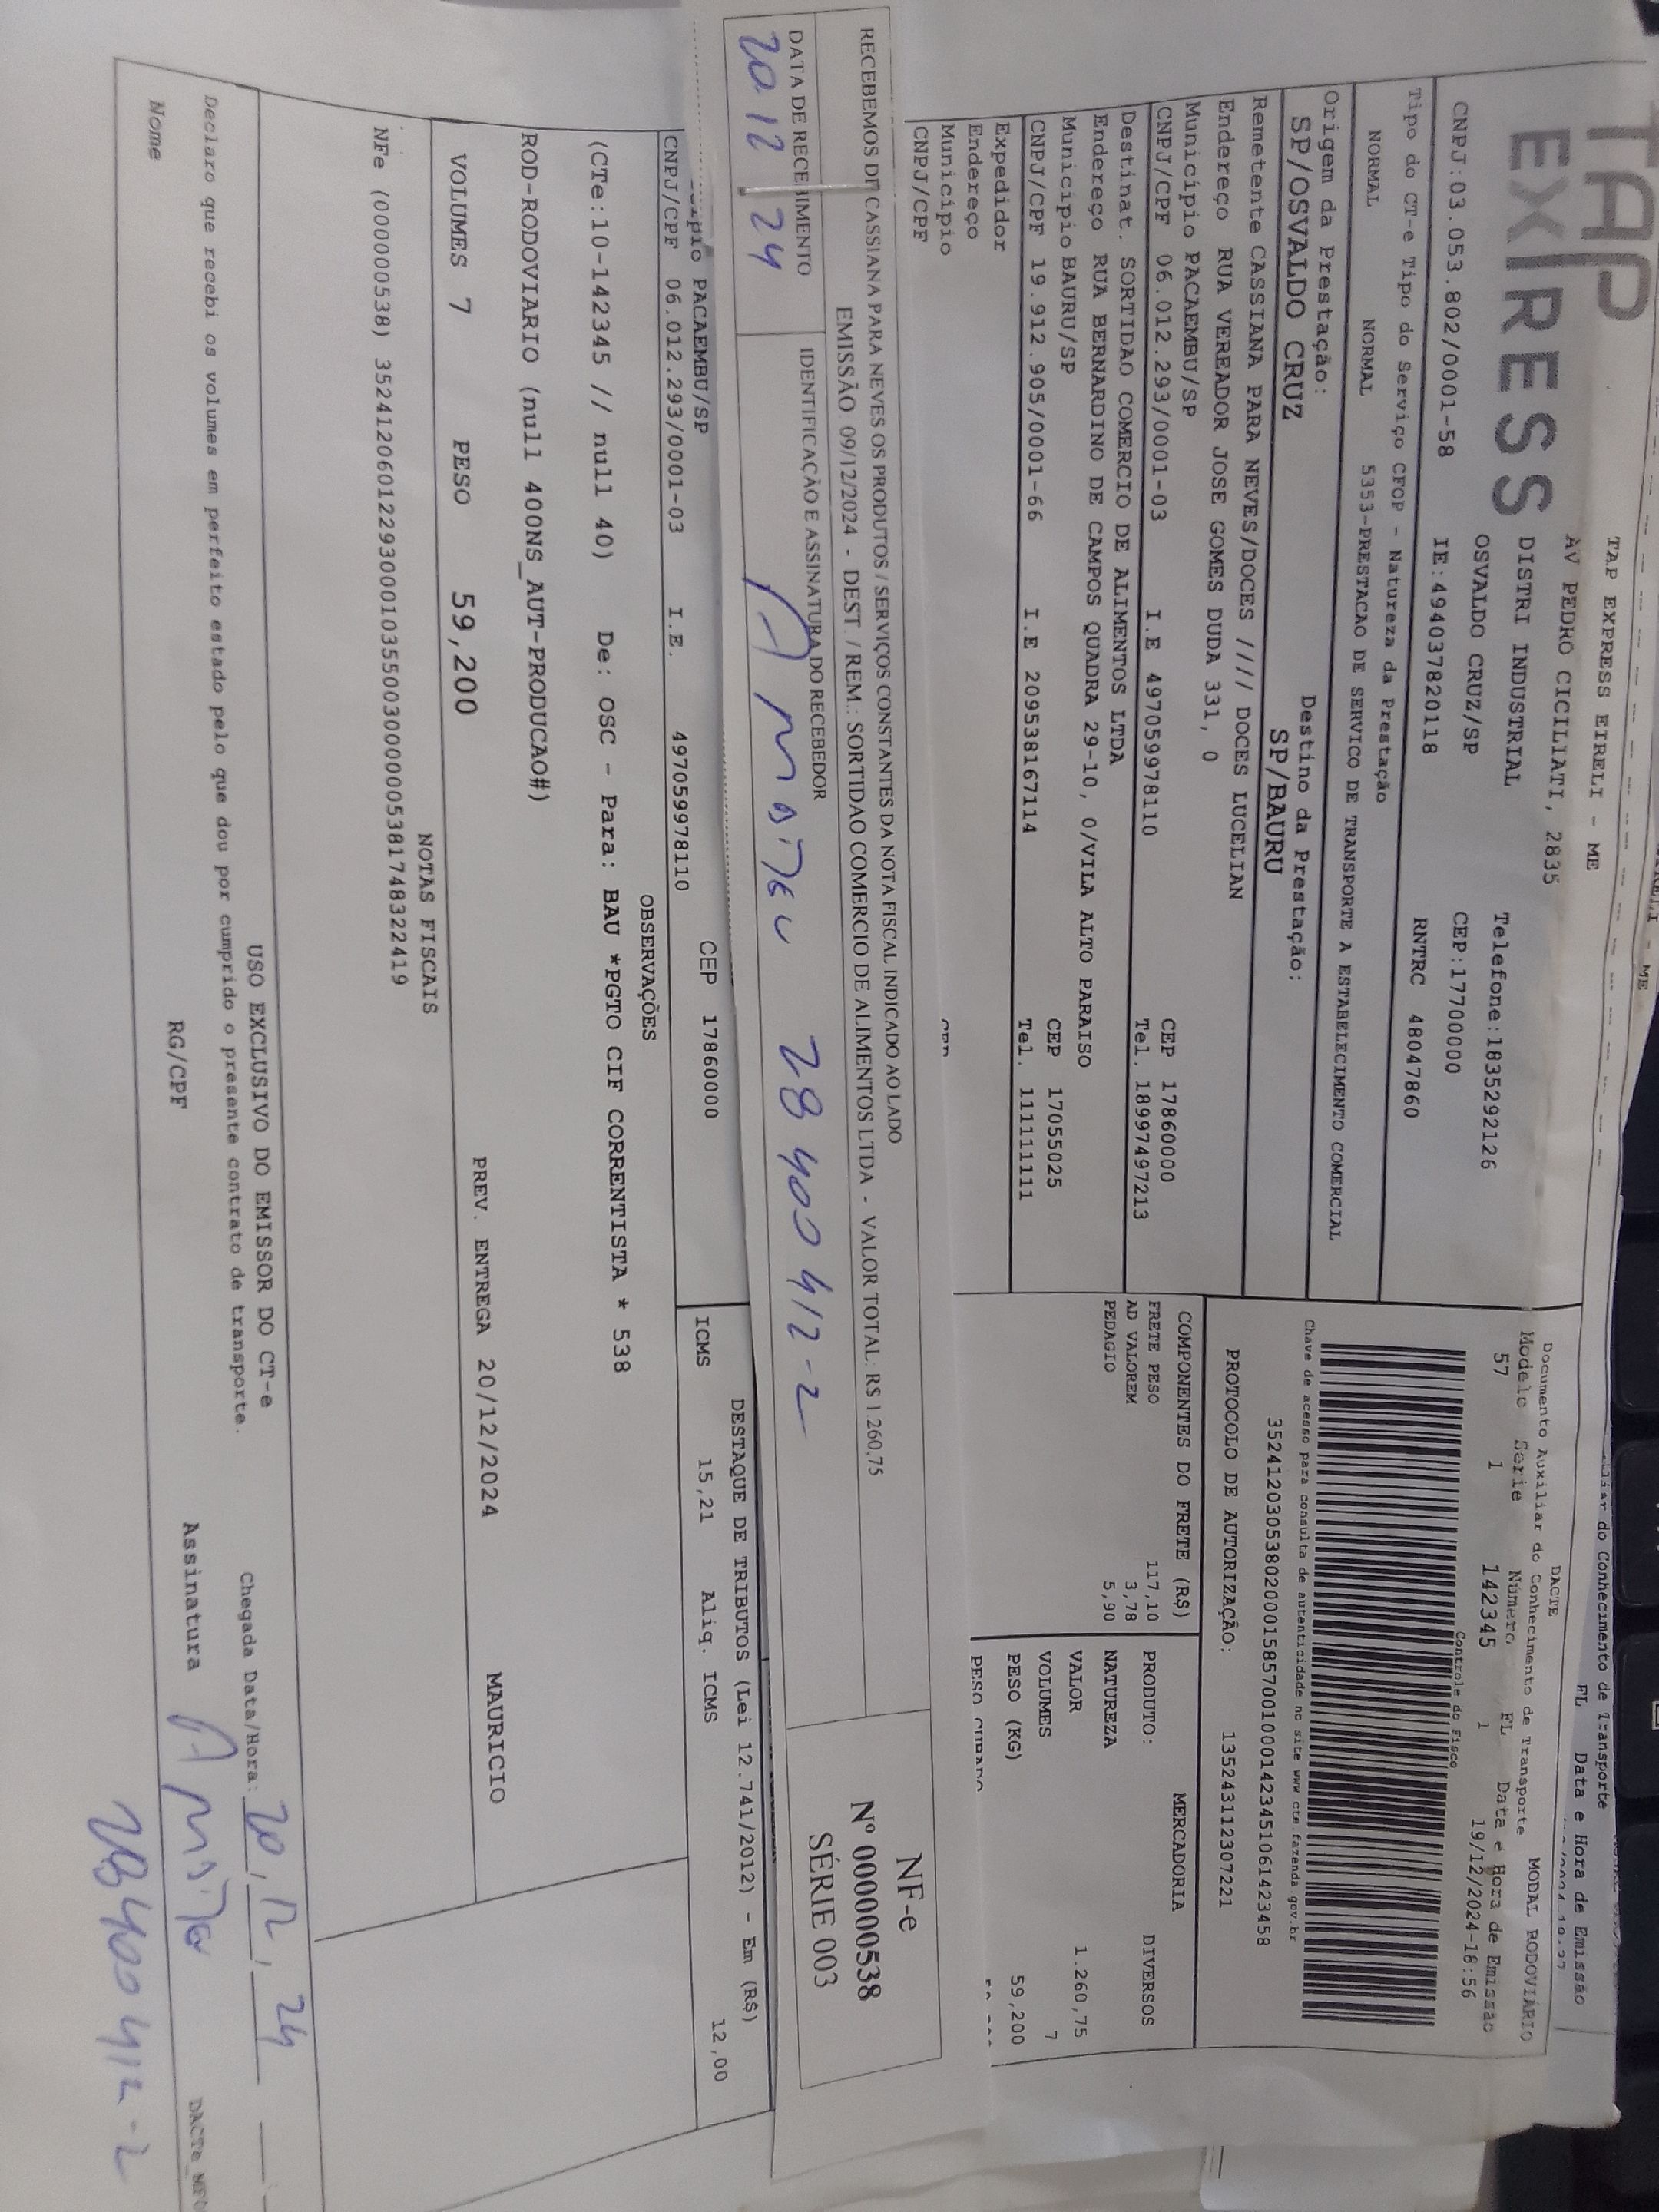 TAP
EXPRESS
TAP EXPRESS EIRELI - ME
AV PEDRO CICILIATI, 2835
DISTRI INDUSTRIAL
OSVALDO CRUZ/SP
Telefone:1835292126
CEP:17700000
CNPJ:03.053.802/0001-58 IE:494037820118 RNTRC 48047860
Tipo do CT-e Tipo do Serviço CFOP - Natureza da Prestação
NORMAL NORMAL 5353-PRESTACAO DE SERVICO DE TRANSPORTE A ESTABELECIMENTO COMERCIAL
Origem da Prestação: Destino da Prestação:
SP/OSVALDO CRUZ SP/BAURU
Remetente CASSIANA PARA NEVES/DOCES //// DOCES LUCELIAN
Endereço RUA VEREADOR JOSE GOMES DUDA 331, 0
Municipio PACAEMBU/SP CEP 17860000
CNPJ/CPF 06.012.293/0001-03 I.E 497059978110 Tel. 18997497213
Destinat. SORTIDAO COMERCIO DE ALIMENTOS LTDA
Endereço RUA BERNARDINO DE CAMPOS QUADRA 29-10, 0/VILA ALTO PARAISO
Municipio BAURU/SP CEP 17055025
CNPJ/CPF 19.912.905/0001-66 I.E 209538167114 Tel. 111111111
Expedidor
Endereço
Municipio
CNPJ/CPF
Data e Hora de Emissão
FL
DACTE
Documento Auxiliar do Conhecimento de Transporte
MODAL RODOVIÁRIO
Modelo Serie Número FL Data e Hora de Emissão
57 1 142345 1 19/12/2024-18:56
Controle do Fisco
Chave de acesso para consulta de autenticidade no site www cte fazenda.gov.br
35241203053802000158570010001423451061423458
PROTOCOLO DE AUTORIZAÇÃO: 135243112307221
COMPONENTES DO FRETE (R$)
FRETE PESO 117,10
AD VALOREM 3,78
PEDAGIO 5,90
MERCADORIA
PRODUTO: DIVERSOS
NATUREZA
VALOR 1.260,75
VOLUMES 7
PESO (KG) 59,200
RECEBEMOS DE CASSIANA PARA NEVES OS PRODUTOS / SERVIÇOS CONSTANTES DA NOTA FISCAL INDICADO AO LADO
EMISSÃO: 09/12/2024 - DEST. / REM.: SORTIDAO COMERCIO DE ALIMENTOS LTDA - VALOR TOTAL: R$ 1.260,75
DATA DE RECEBIMENTO IDENTIFICAÇÃO E ASSINATURA DO RECEBEDOR
20 12 24 28 400 412-2
NF-e
Nº 000000538
SÉRIE 003
PACAEMBU/SP CEP 17860000
CNPJ/CPF 06.012.293/0001-03 I.E. 497059978110
DESTAQUE DE TRIBUTOS (Lei 12.741/2012) - Em (R$)
ICMS 15,21 Aliq. ICMS 12,00
OBSERVAÇÕES
(CTe:10-142345 // null 40) De: OSC - Para: BAU *PGTO CIF CORRENTISTA * 538
ROD-RODOVIARIO (null 400NS_AUT-PRODUCAO#)
VOLUMES 7 PESO 59,200 PREV. ENTREGA 20/12/2024 MAURICIO
NOTAS FISCAIS
NFe (000000538) 35241206012293000103550030000005381748322419
USO EXCLUSIVO DO EMISSOR DO CT-e
Declaro que recebi os volumes em perfeito estado pelo que dou por cumprido o presente contrato de transporte.
Chegada Data/Hora: 20, 12, 24
Nome RG/CPF Assinatura
28 400 412-2